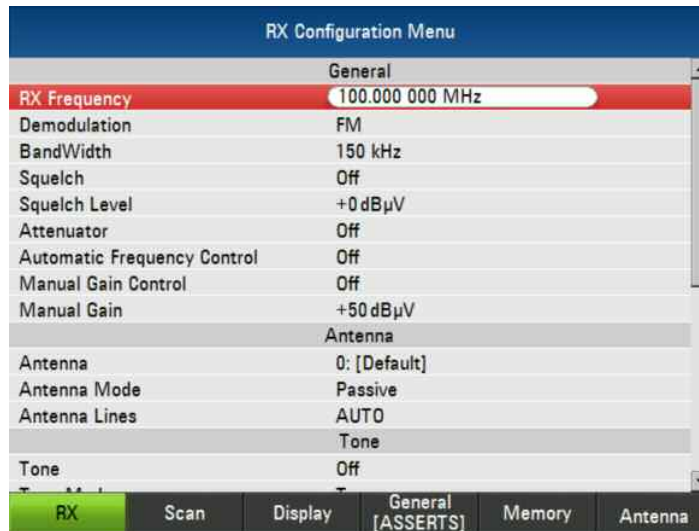 RX Configuration Menu
General
RX Frequency 100.000 000 MHz
Demodulation FM
BandWidth 150 kHz
Squelch Off
Squelch Level +0 dBµV
Attenuator Off
Automatic Frequency Control Off
Manual Gain Control Off
Manual Gain +50 dBµV
Antenna
Antenna 0: [Default]
Antenna Mode Passive
Antenna Lines AUTO
Tone
Tone Off
RX Scan Display General [ASSERTS] Memory Antenna